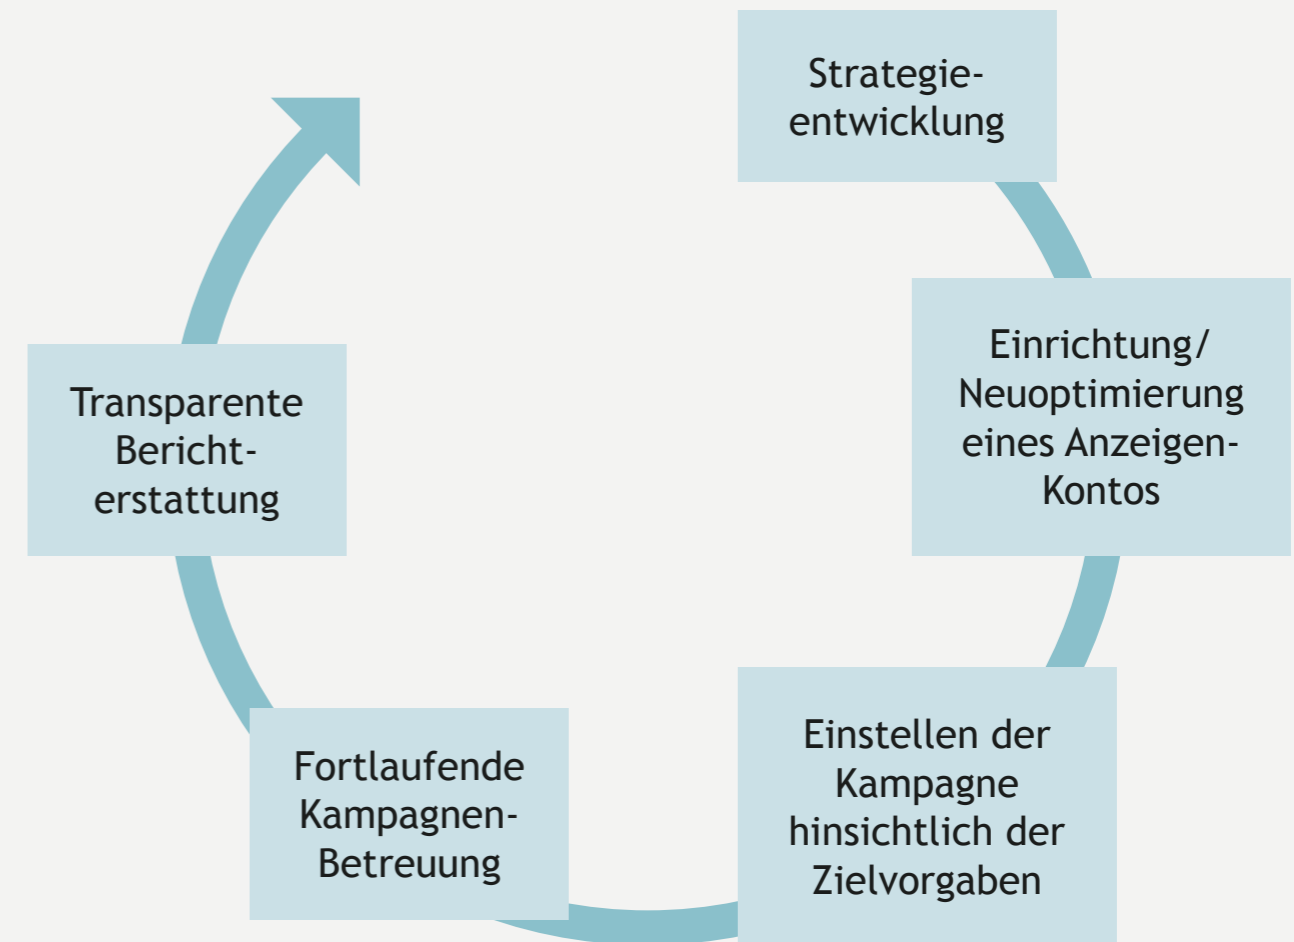 Strategie-
entwicklung
Einrichtung/
Neuoptimierung
eines Anzeigen-
Kontos
Einstellen der
Kampagne
hinsichtlich der
Zielvorgaben
Fortlaufende
Kampagnen-
Betreuung
Transparente
Bericht-
erstattung